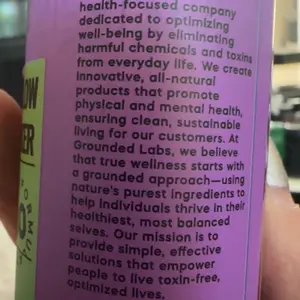 health-focused company
dedicated to optimizing
well-being by eliminating
harmful chemicals and toxins
from everyday life. We create
innovative, all-natural
products that promote
physical and mental health,
ensuring clean, sustainable
living for our customers. At
Grounded Labs, we believe
that true wellness starts with
a grounded approach—using
nature's purest ingredients to
help individuals thrive in their
healthiest, most balanced
selves. Our mission is to
provide simple, effective
solutions that empower
people to live toxin-free,
optimized lives.